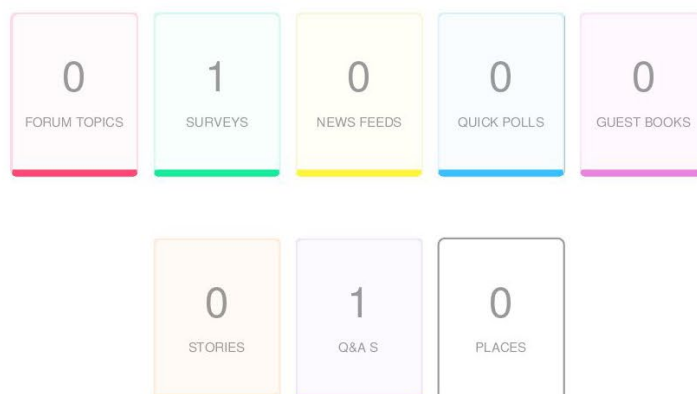 0 1 0 0 0
FORUM TOPICS SURVEYS NEWS FEEDS QUICK POLLS GUEST BOOKS
0 1 0
STORIES Q&A S PLACES